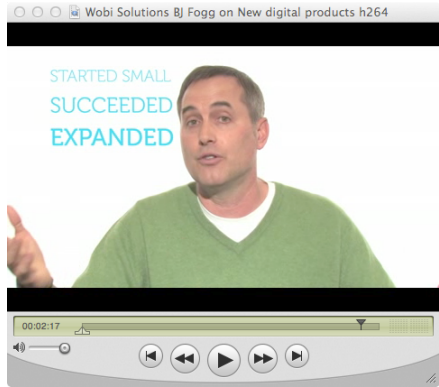 Wobi Solutions BJ Fogg on New digital products h264
STARTED SMALL
SUCCEEDED
EXPANDED
00:02:17